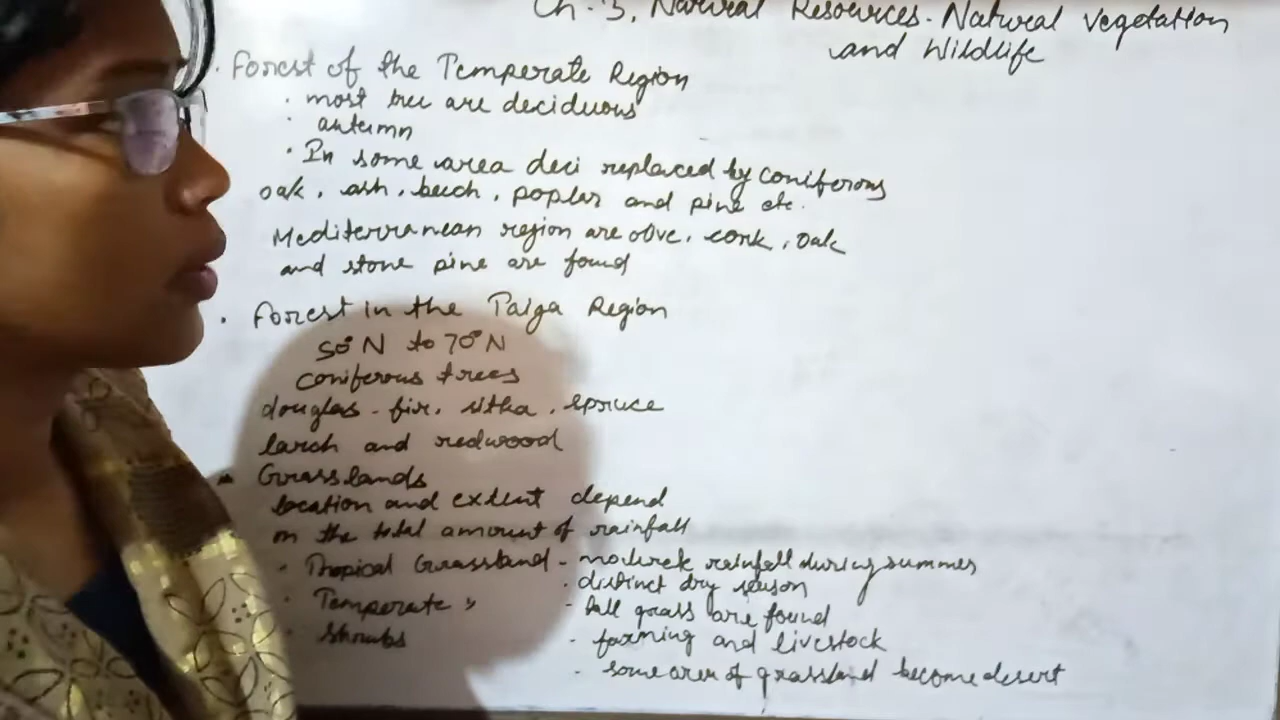 Ch - 3. Natural Resources - Natural vegetation
and Wildlife
. Forest of the Temperate Region
. most tree are deciduous
. autumn
. In some area deci replaced by coniferous
oak, ash, beech, poplar and pine etc.
Mediterranean region are olive, cork, oak
and stone pine are found
. Forest in the Taiga Region
50° N to 70° N
coniferous trees
douglas - fir, sitka, spruce
larch and redwood
Grasslands
location and extent depend
on the total amount of rainfall
. Tropical Grassland - moderate rainfall during summer
. distinct dry season
. Temperate "
- tall grass are found
. Shrubs
- farming and livestock
- some area of grassland become desert